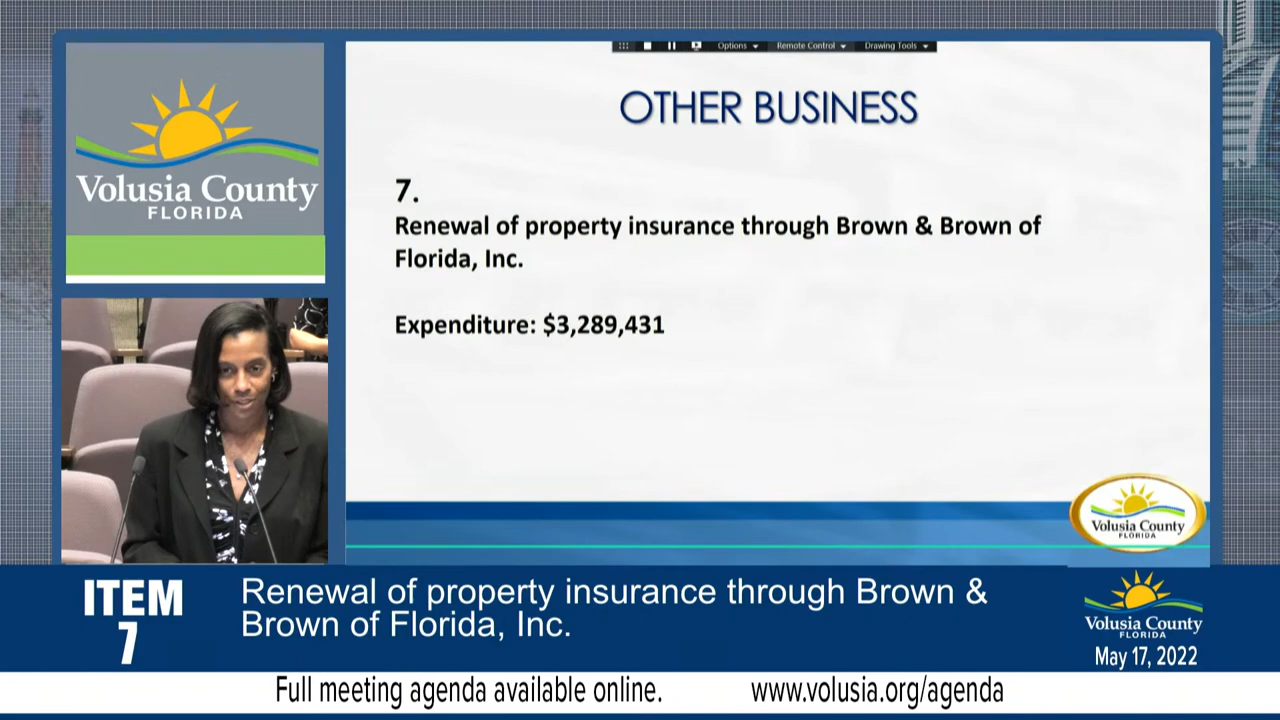 Options
Remote Control
Drawing Tools
OTHER BUSINESS
Volusia County
FLORIDA
7.
Renewal of property insurance through Brown & Brown of
Florida, Inc.
Expenditure: $3,289,431
Volusia County
FLORIDA
ITEM
7
Renewal of property insurance through Brown &
Brown of Florida, Inc.
Volusia County
FLORIDA
May 17, 2022
Full meeting agenda available online. www.volusia.org/agenda